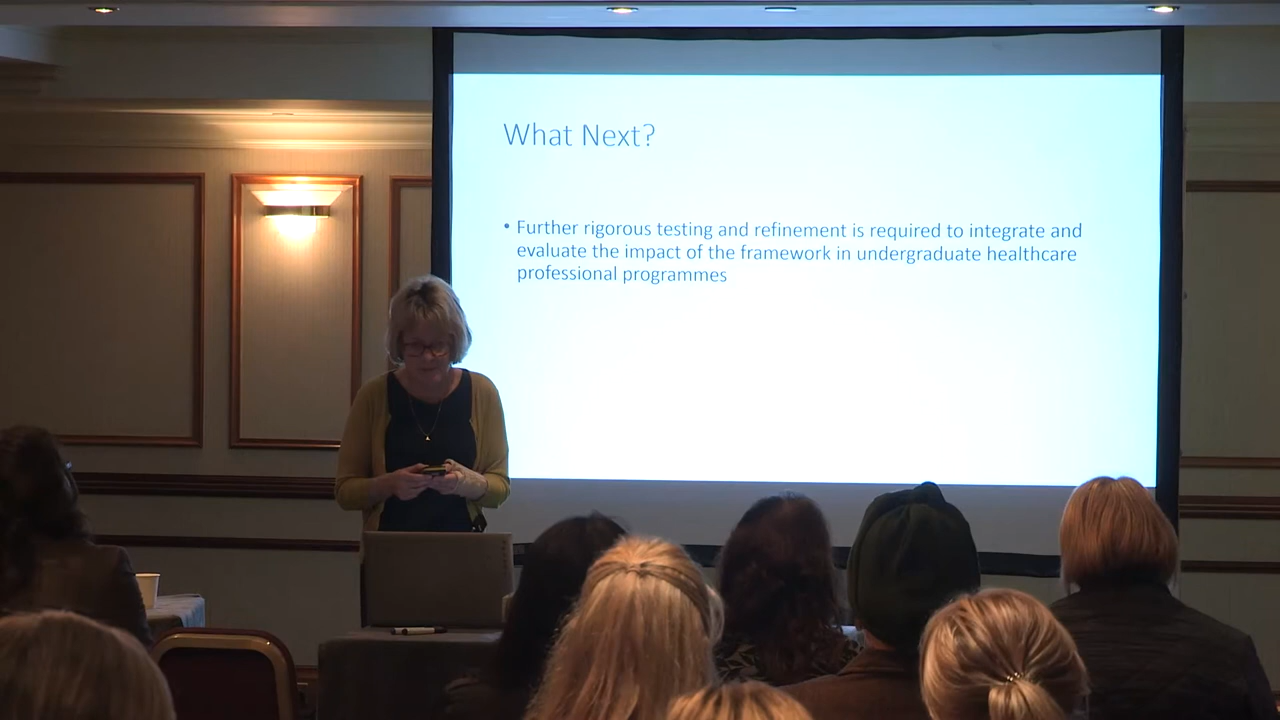 What Next?
• Further rigorous testing and refinement is required to integrate and
evaluate the impact of the framework in undergraduate healthcare
professional programmes